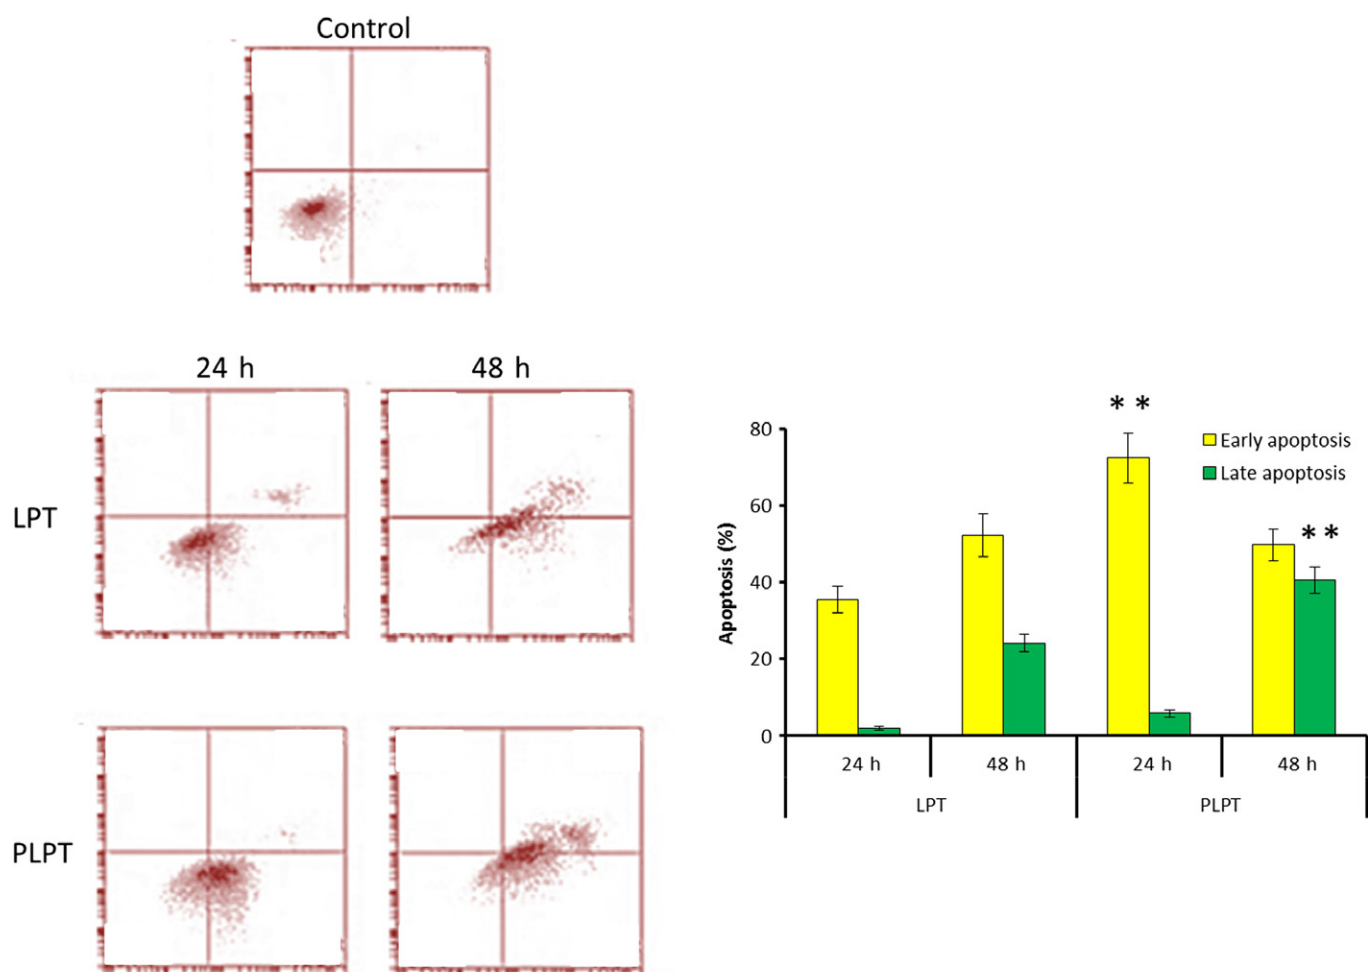 Control
24 h
48 h
LPT
PLPT
* *
* *
Early apoptosis
Late apoptosis
Apoptosis (%)
80
60
40
20
0
24 h
48 h
24 h
48 h
LPT
PLPT